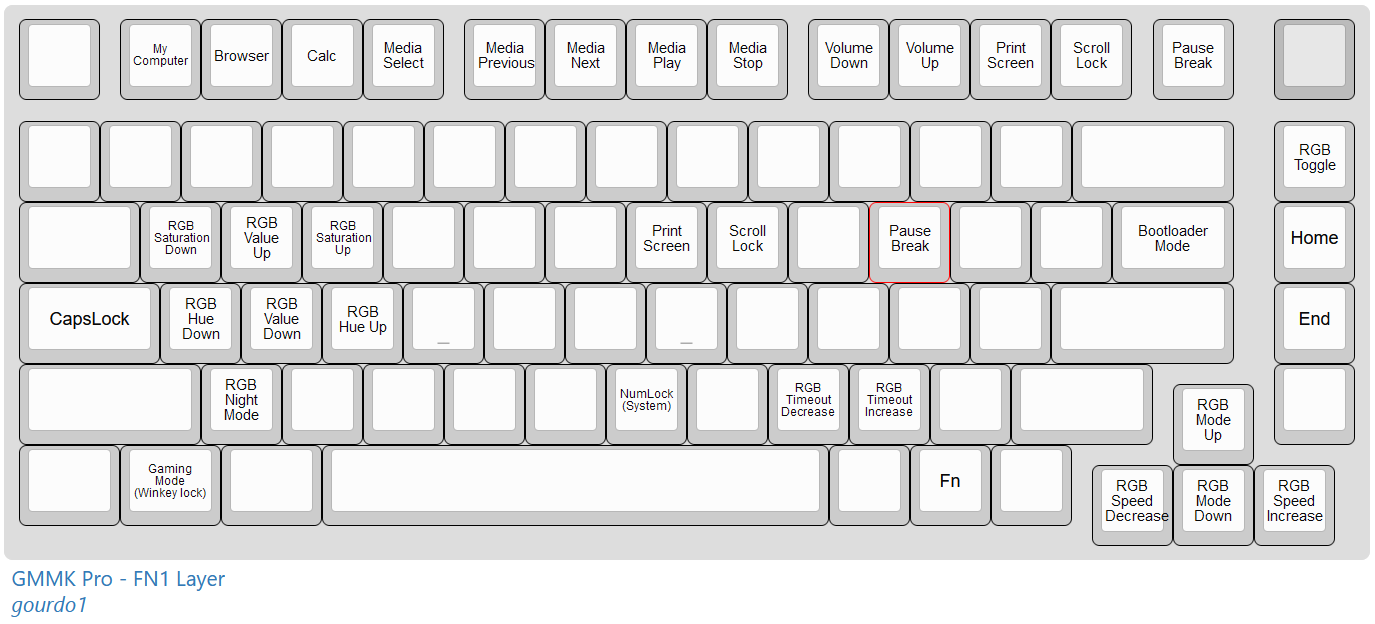 My
Computer
Browser
Calc
Media
Select
Media
Previous
Media
Next
Media
Play
Media
Stop
Volume
Down
Volume
Up
Print
Screen
Scroll
Lock
Pause
Break
RGB
Toggle
RGB
Saturation
Down
RGB
Value
Up
RGB
Saturation
Up
Print
Screen
Scroll
Lock
Pause
Break
Bootloader
Mode
Home
CapsLock
RGB
Hue
Down
RGB
Value
Down
RGB
Hue Up
_
_
End
RGB
Night
Mode
NumLock
(System)
RGB
Timeout
Decrease
RGB
Timeout
Increase
RGB
Mode
Up
Gaming
Mode
(Winkey lock)
Fn
RGB
Speed
Decrease
RGB
Mode
Down
RGB
Speed
Increase
GMMK Pro - FN1 Layer
gourdo1